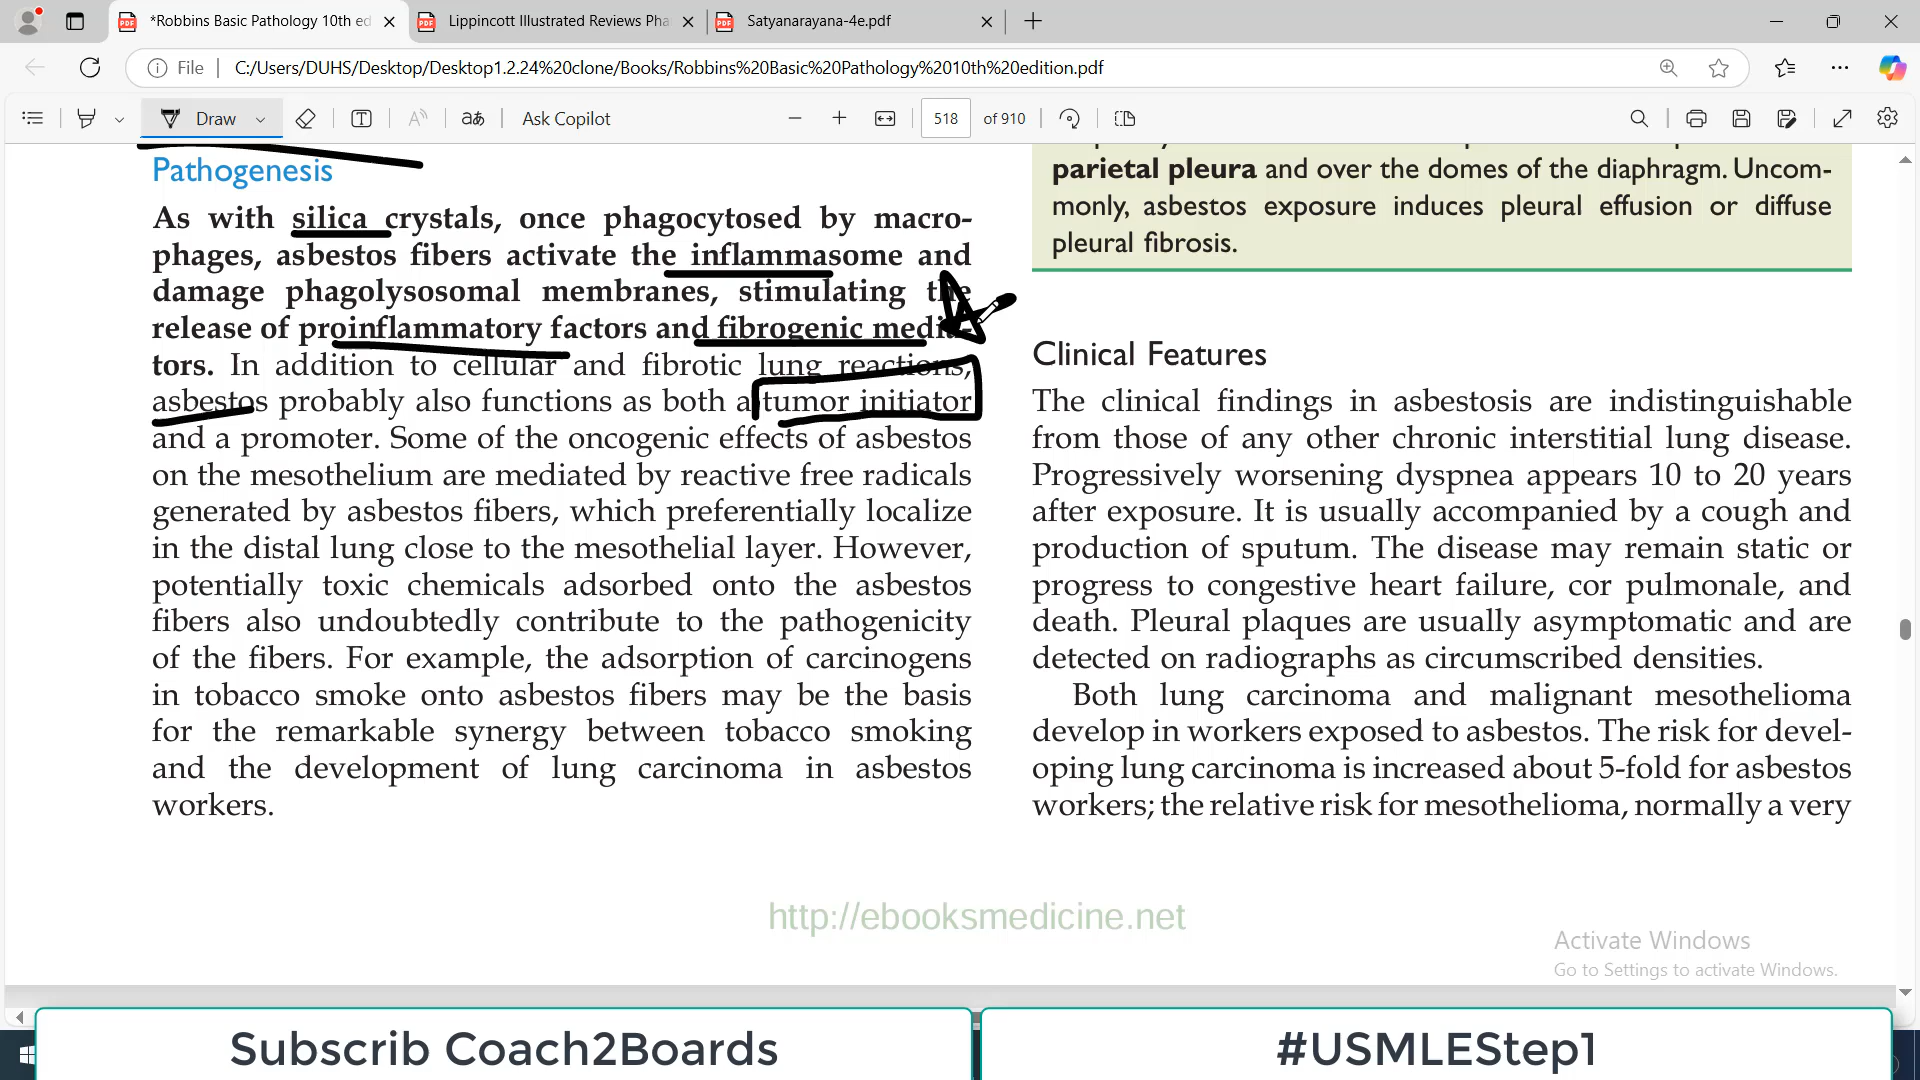 *Robbins Basic Pathology 10th ed
Lippincott Illustrated Reviews Pha
Satyanarayana-4e.pdf
File
C:/Users/DUHS/Desktop/Desktop1.2.24%20clone/Books/Robbins%20Basic%20Pathology%2010th%20edition.pdf
Draw
Ask Copilot
518 of 910
Pathogenesis
As with silica crystals, once phagocytosed by macro-
phages, asbestos fibers activate the inflammasome and
damage phagolysosomal membranes, stimulating the
release of proinflammatory factors and fibrogenic media-
tors. In addition to cellular and fibrotic lung reactions,
asbestos probably also functions as both a tumor initiator
and a promoter. Some of the oncogenic effects of asbestos
on the mesothelium are mediated by reactive free radicals
generated by asbestos fibers, which preferentially localize
in the distal lung close to the mesothelial layer. However,
potentially toxic chemicals adsorbed onto the asbestos
fibers also undoubtedly contribute to the pathogenicity
of the fibers. For example, the adsorption of carcinogens
in tobacco smoke onto asbestos fibers may be the basis
for the remarkable synergy between tobacco smoking
and the development of lung carcinoma in asbestos
workers.
parietal pleura and over the domes of the diaphragm. Uncom-
monly, asbestos exposure induces pleural effusion or diffuse
pleural fibrosis.
Clinical Features
The clinical findings in asbestosis are indistinguishable
from those of any other chronic interstitial lung disease.
Progressively worsening dyspnea appears 10 to 20 years
after exposure. It is usually accompanied by a cough and
production of sputum. The disease may remain static or
progress to congestive heart failure, cor pulmonale, and
death. Pleural plaques are usually asymptomatic and are
detected on radiographs as circumscribed densities.
Both lung carcinoma and malignant mesothelioma
develop in workers exposed to asbestos. The risk for devel-
oping lung carcinoma is increased about 5-fold for asbestos
workers; the relative risk for mesothelioma, normally a very
http://ebooksmedicine.net
Activate Windows
Go to Settings to activate Windows.
Subscrib Coach2Boards
#USMLEStep1